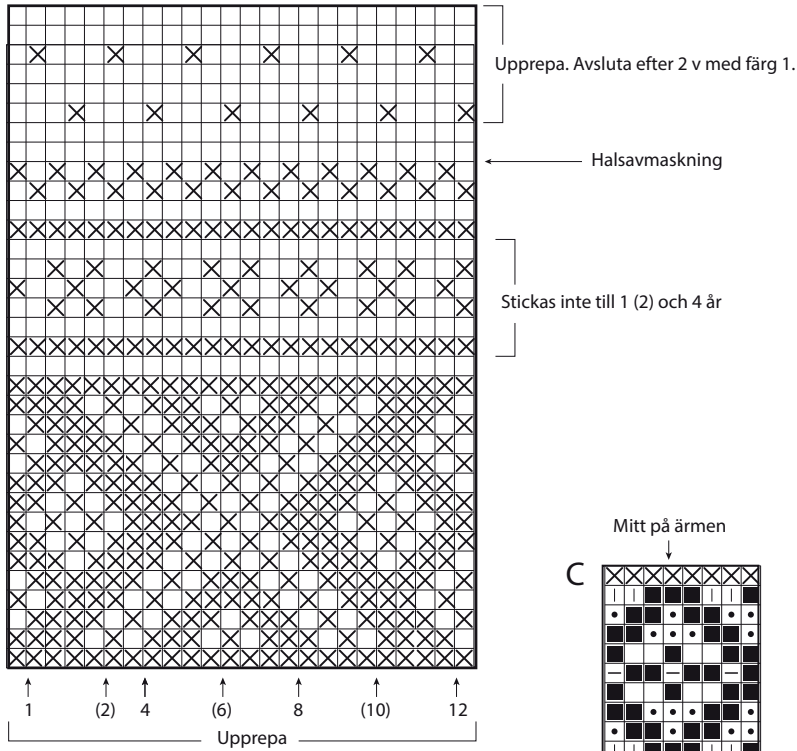 Upprepa. Avsluta efter 2 v med färg 1.
Halsavmaskning
Stickas inte till 1 (2) och 4 år
Mitt på ärmen
C
1 (2) 4 (6) 8 (10) 12
Upprepa